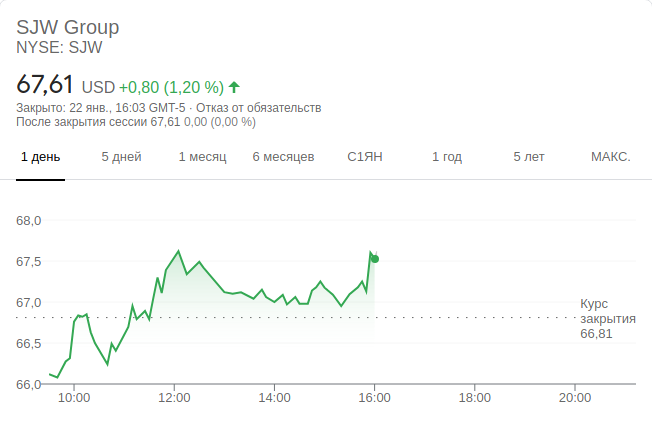 SJW Group
NYSE: SJW
67,61 USD +0,80 (1,20 %)
Закрыто: 22 янв., 16:03 GMT-5 · Отказ от обязательств
После закрытия сессии 67,61 0,00 (0,00 %)
1 день 5 дней 1 месяц 6 месяцев С1ЯН 1 год 5 лет МАКС.
68,0
67,5
67,0
66,5
66,0
Курс
закрытия
66,81
10:00 12:00 14:00 16:00 18:00 20:00